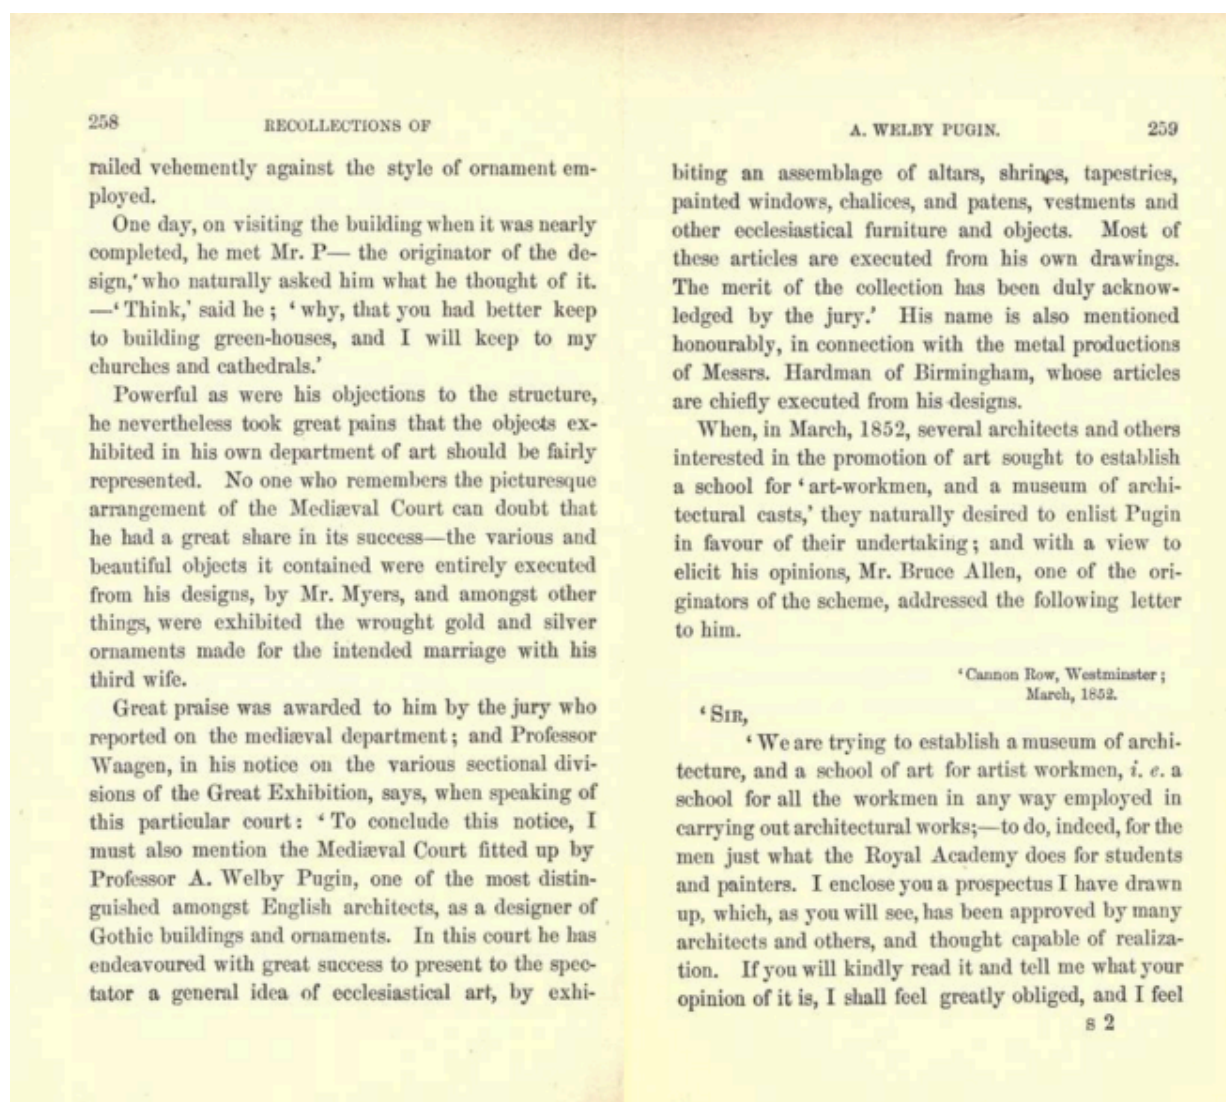 258
RECOLLECTIONS OF
railed vehemently against the style of ornament em-
ployed.
One day, on visiting the building when it was nearly
completed, he met Mr. P— the originator of the de-
sign,' who naturally asked him what he thought of it.
—‘Think,’ said he; ‘why, that you had better keep
to building green-houses, and I will keep to my
churches and cathedrals.’
Powerful as were his objections to the structure,
he nevertheless took great pains that the objects ex-
hibited in his own department of art should be fairly
represented. No one who remembers the picturesque
arrangement of the Mediæval Court can doubt that
he had a great share in its success—the various and
beautiful objects it contained were entirely executed
from his designs, by Mr. Myers, and amongst other
things, were exhibited the wrought gold and silver
ornaments made for the intended marriage with his
third wife.
Great praise was awarded to him by the jury who
reported on the mediæval department; and Professor
Waagen, in his notice on the various sectional divi-
sions of the Great Exhibition, says, when speaking of
this particular court: ‘To conclude this notice, I
must also mention the Mediæval Court fitted up by
Professor A. Welby Pugin, one of the most distin-
guished amongst English architects, as a designer of
Gothic buildings and ornaments. In this court he has
endeavoured with great success to present to the spec-
tator a general idea of ecclesiastical art, by exhi-
A. WELBY PUGIN.
259
biting an assemblage of altars, shrines, tapestries,
painted windows, chalices, and patens, vestments and
other ecclesiastical furniture and objects. Most of
these articles are executed from his own drawings.
The merit of the collection has been duly acknow-
ledged by the jury.’ His name is also mentioned
honourably, in connection with the metal productions
of Messrs. Hardman of Birmingham, whose articles
are chiefly executed from his designs.
When, in March, 1852, several architects and others
interested in the promotion of art sought to establish
a school for ‘art-workmen, and a museum of archi-
tectural casts,’ they naturally desired to enlist Pugin
in favour of their undertaking; and with a view to
elicit his opinions, Mr. Bruce Allen, one of the ori-
ginators of the scheme, addressed the following letter
to him.
‘Cannon Row, Westminster;
March, 1852.
‘SIR,
‘We are trying to establish a museum of archi-
tecture, and a school of art for artist workmen, i. e. a
school for all the workmen in any way employed in
carrying out architectural works;—to do, indeed, for the
men just what the Royal Academy does for students
and painters. I enclose you a prospectus I have drawn
up, which, as you will see, has been approved by many
architects and others, and thought capable of realiza-
tion. If you will kindly read it and tell me what your
opinion of it is, I shall feel greatly obliged, and I feel
s 2